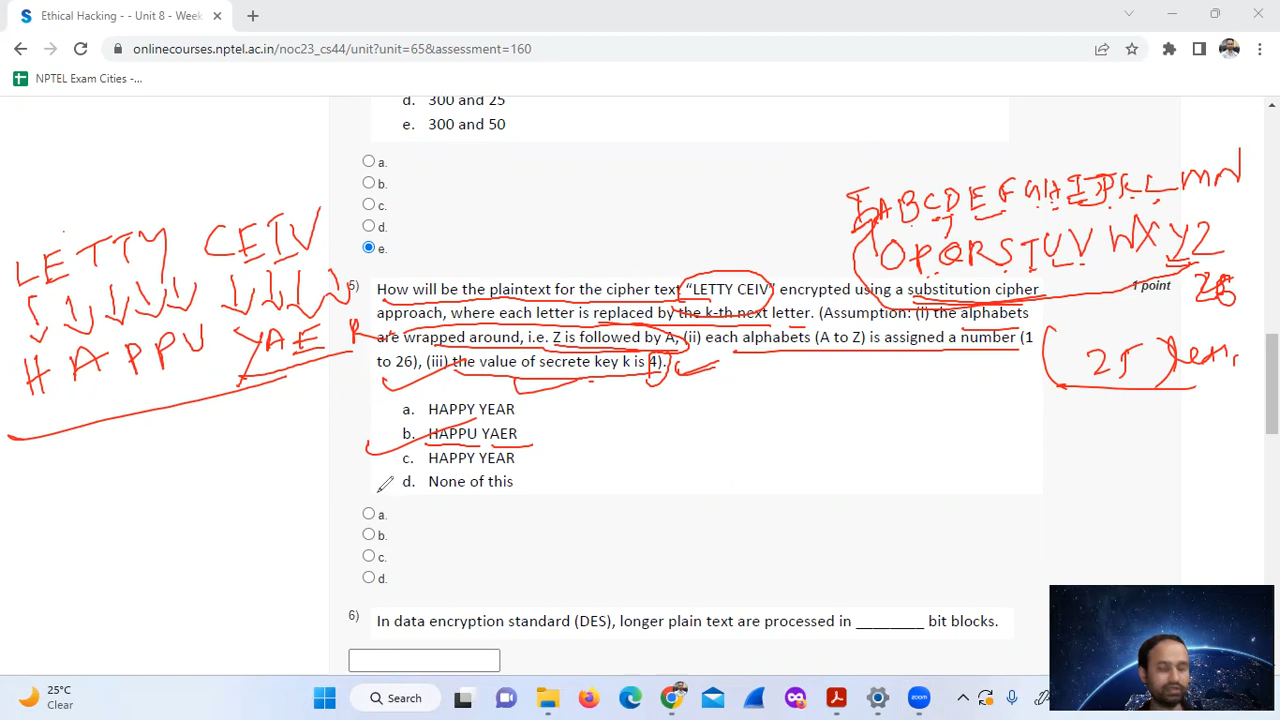 Ethical Hacking - - Unit 8 - Week
onlinecourses.nptel.ac.in/noc23_cs44/unit?unit=65&assessment=160
NPTEL Exam Cities -...
d. 300 and 25
e. 300 and 50
a.
b.
c.
d.
e.
A B C D E F G H I J K L M N
O P Q R S T U V W X Y Z
26
25
LETTY CEIV
HAPPU YAER
5) How will be the plaintext for the cipher text “LETTY CEIV” encrypted using a substitution cipher
1 point
approach, where each letter is replaced by the k-th next letter. (Assumption: (i) the alphabets
are wrapped around, i.e. Z is followed by A, (ii) each alphabets (A to Z) is assigned a number (1
to 26), (iii) the value of secrete key k is 4).
a. HAPPY YEAR
b. HAPPU YAER
c. HAPPY YEAR
d. None of this
a.
b.
c.
d.
6) In data encryption standard (DES), longer plain text are processed in ________ bit blocks.
25°C
Clear
Search